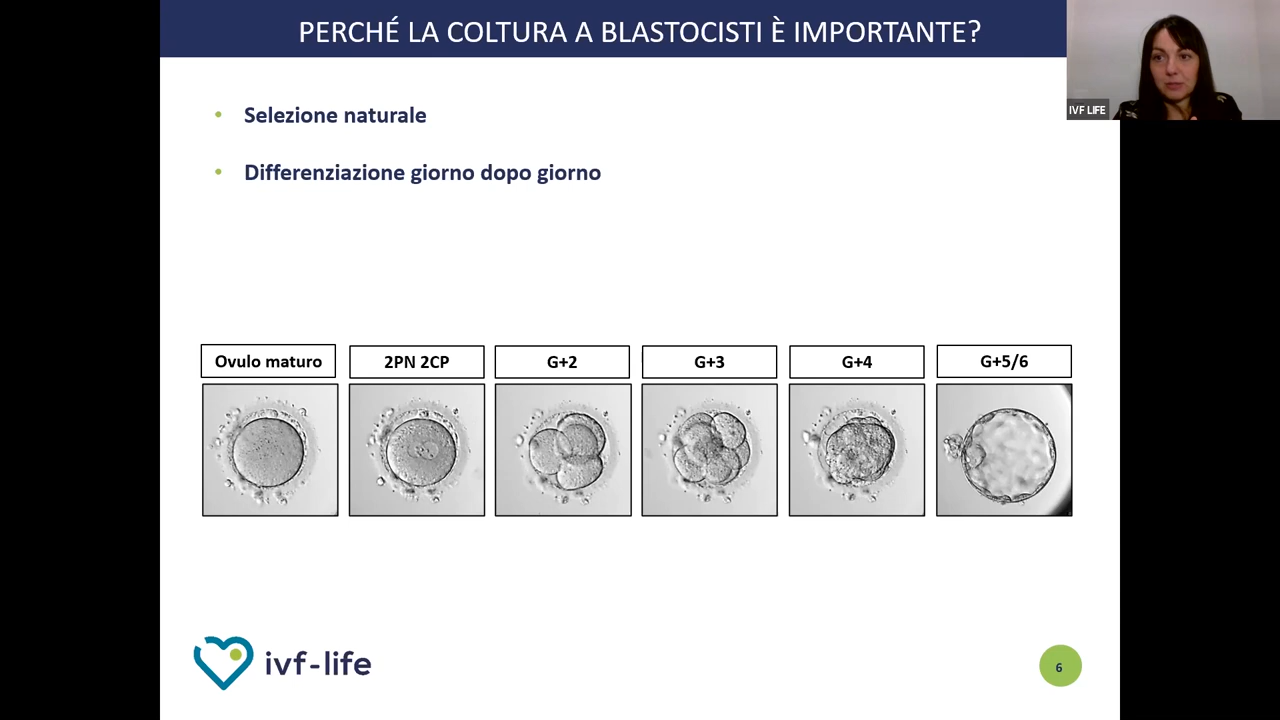 PERCHÉ LA COLTURA A BLASTOCISTI È IMPORTANTE?
IVF LIFE
• Selezione naturale
• Differenziazione giorno dopo giorno
Ovulo maturo
2PN 2CP
G+2
G+3
G+4
G+5/6
ivf-life
6